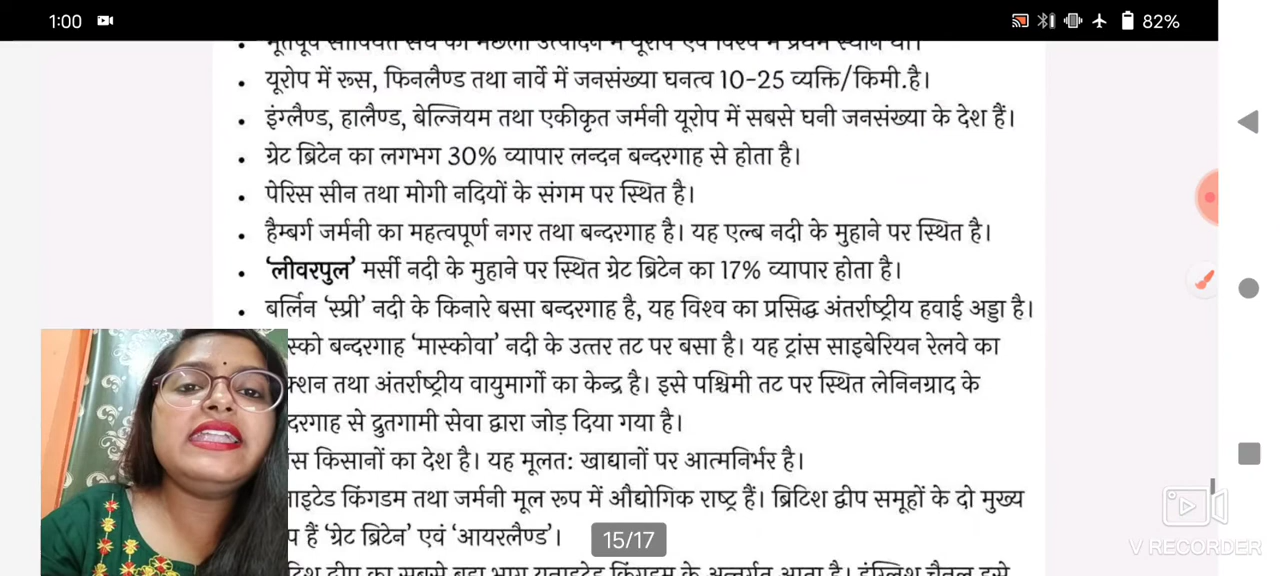 1:00
82%
यूरोप में रूस, फिनलैण्ड तथा नार्वे में जनसंख्या घनत्व 10-25 व्यक्ति/किमी.है।
इंग्लैण्ड, हालैण्ड, बेल्जियम तथा एकीकृत जर्मनी यूरोप में सबसे घनी जनसंख्या के देश हैं।
ग्रेट ब्रिटेन का लगभग 30% व्यापार लन्दन बन्दरगाह से होता है।
पेरिस सीन तथा मोगी नदियों के संगम पर स्थित है।
हैम्बर्ग जर्मनी का महत्वपूर्ण नगर तथा बन्दरगाह है। यह एल्ब नदी के मुहाने पर स्थित है।
'लीवरपुल' मर्सी नदी के मुहाने पर स्थित ग्रेट ब्रिटेन का 17% व्यापार होता है।
बर्लिन 'स्प्री' नदी के किनारे बसा बन्दरगाह है, यह विश्व का प्रसिद्ध अंतर्राष्ट्रीय हवाई अड्डा है।
बन्दरगाह 'मास्कोवा' नदी के उत्तर तट पर बसा है। यह ट्रांस साइबेरियन रेलवे का
तथा अंतर्राष्ट्रीय वायुमार्गो का केन्द्र है। इसे पश्चिमी तट पर स्थित लेनिनग्राद के
से द्रुतगामी सेवा द्वारा जोड़ दिया गया है।
किसानों का देश है। यह मूलत: खाद्यानों पर आत्मनिर्भर है।
किंगडम तथा जर्मनी मूल रूप में औद्योगिक राष्ट्र हैं। ब्रिटिश द्वीप समूहों के दो मुख्य
हैं 'ग्रेट ब्रिटेन' एवं 'आयरलैण्ड'।
15/17
V RECORDER